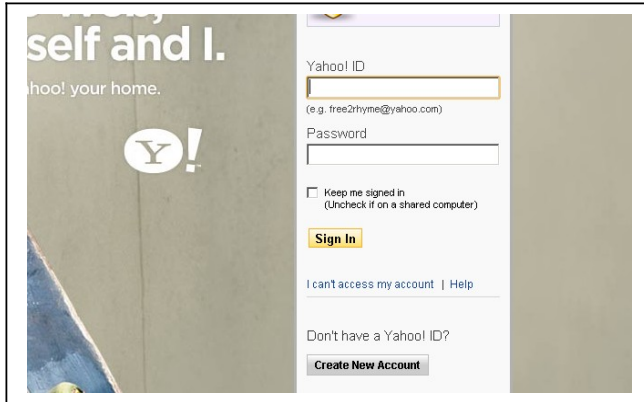 self and I.
hoo! your home.
Y!
Yahoo! ID
(e.g. free2rhyme@yahoo.com)
Password
Keep me signed in
(Uncheck if on a shared computer)
Sign In
I can't access my account | Help
Don't have a Yahoo! ID?
Create New Account